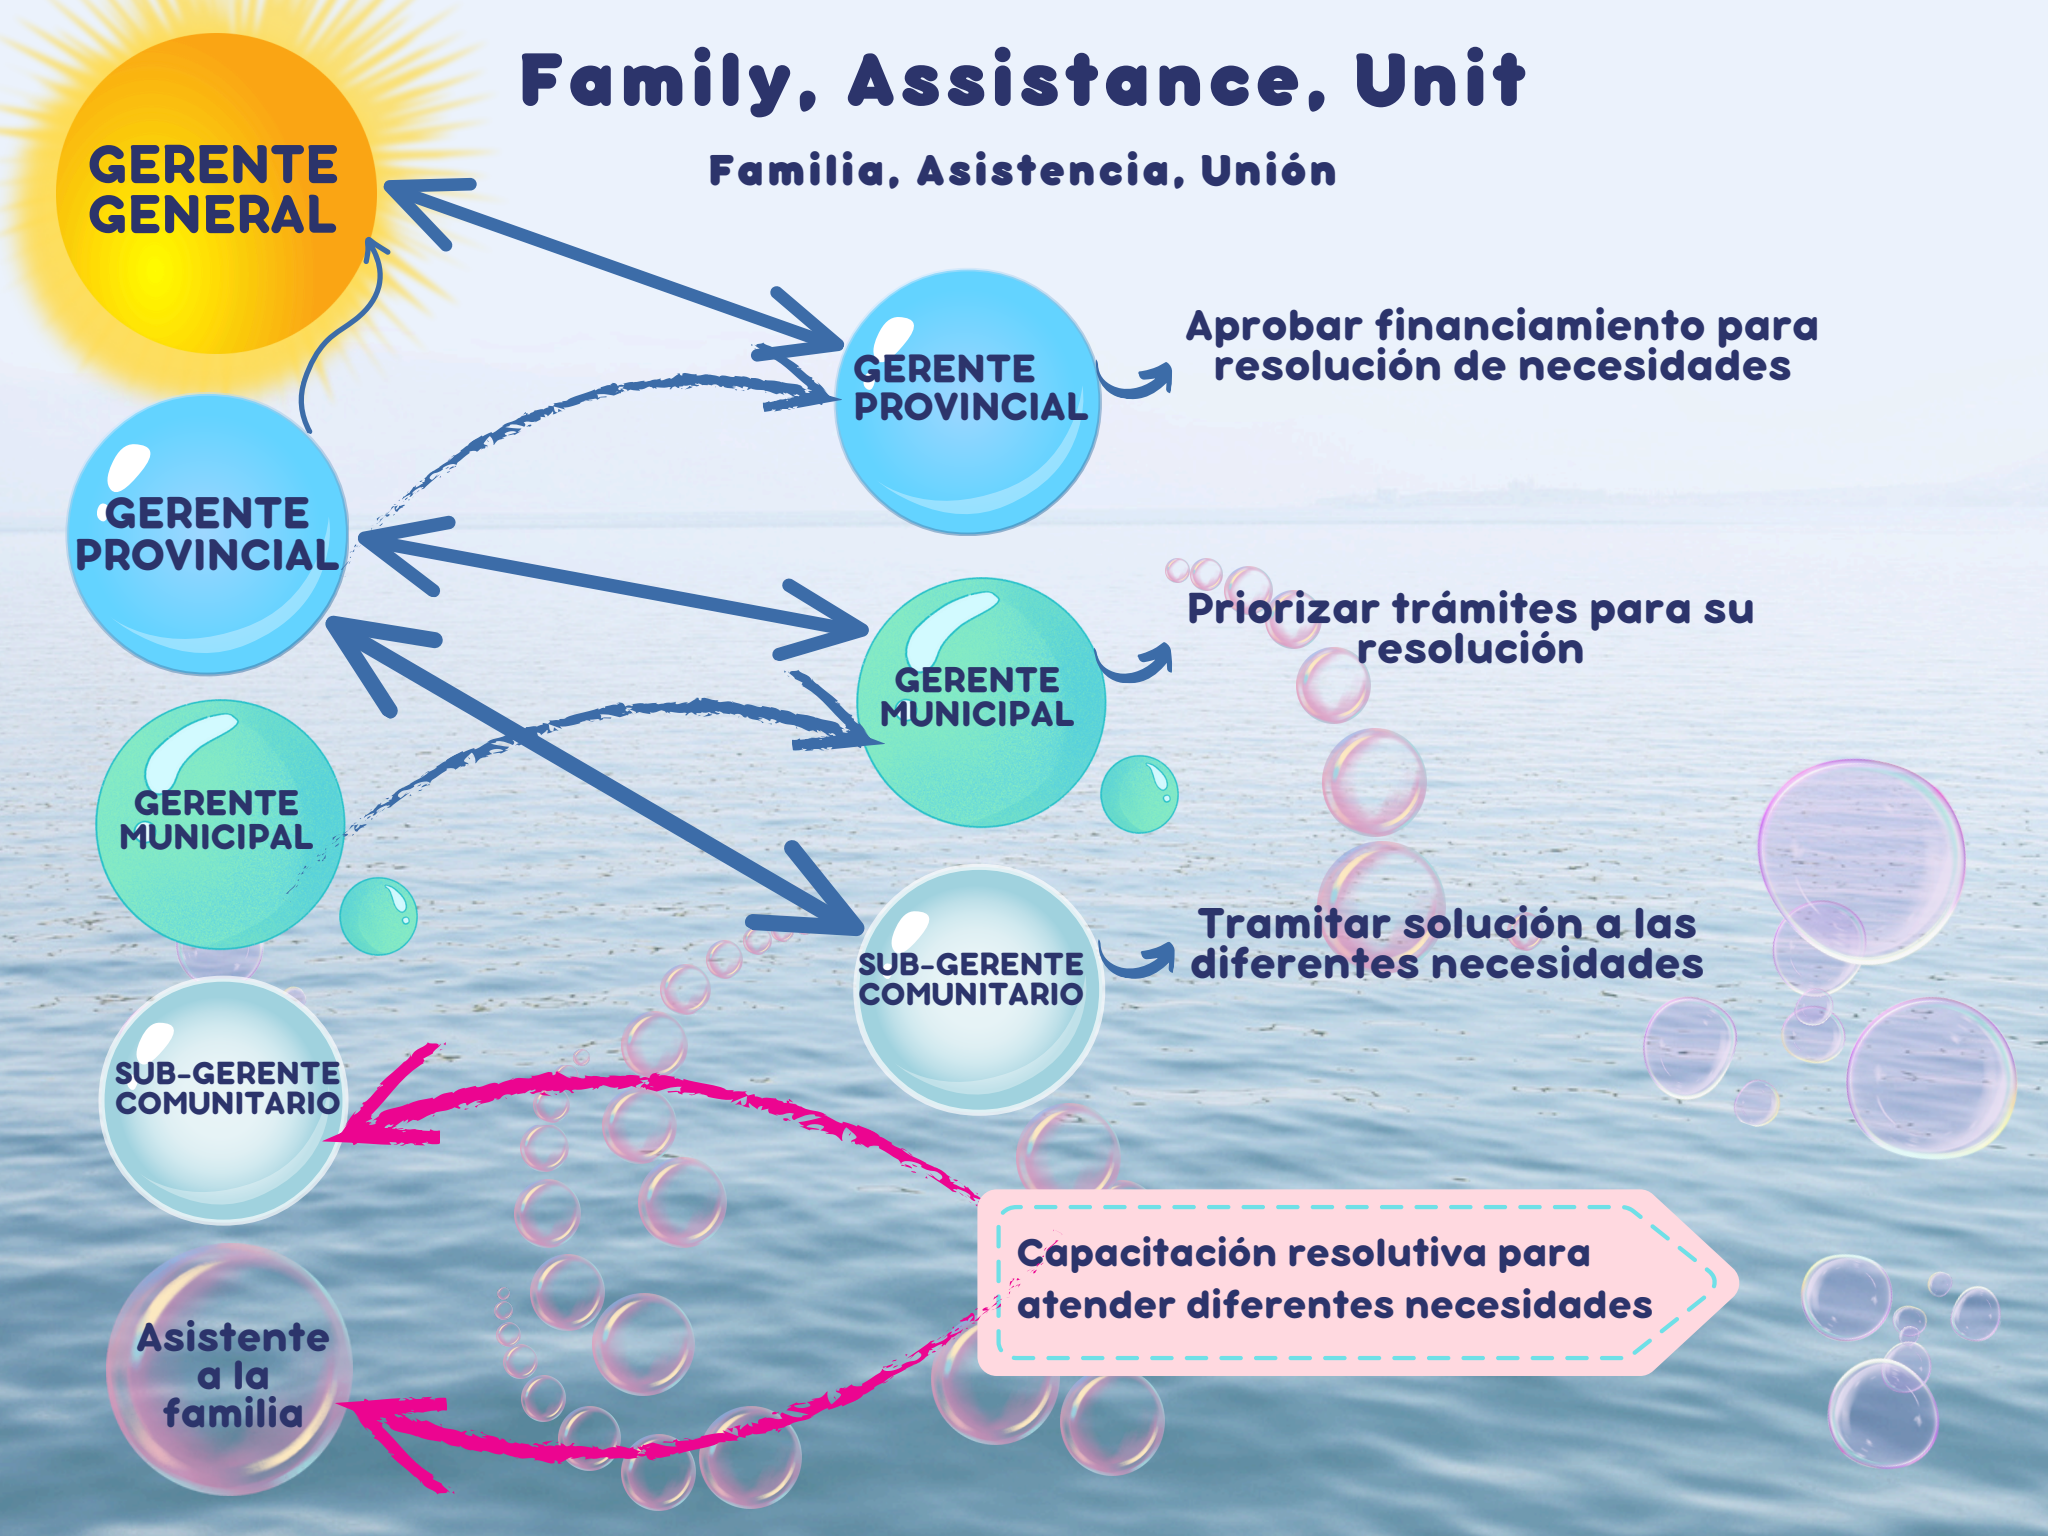 Family, Assistance, Unit
Familia, Asistencia, Unión
GERENTE
GENERAL
GERENTE
PROVINCIAL
Aprobar financiamiento para
resolución de necesidades
GERENTE
PROVINCIAL
GERENTE
MUNICIPAL
Priorizar trámites para su
resolución
GERENTE
MUNICIPAL
SUB-GERENTE
COMUNITARIO
Tramitar solución a las
diferentes necesidades
SUB-GERENTE
COMUNITARIO
Capacitación resolutiva para
atender diferentes necesidades
Asistente
a la
familia